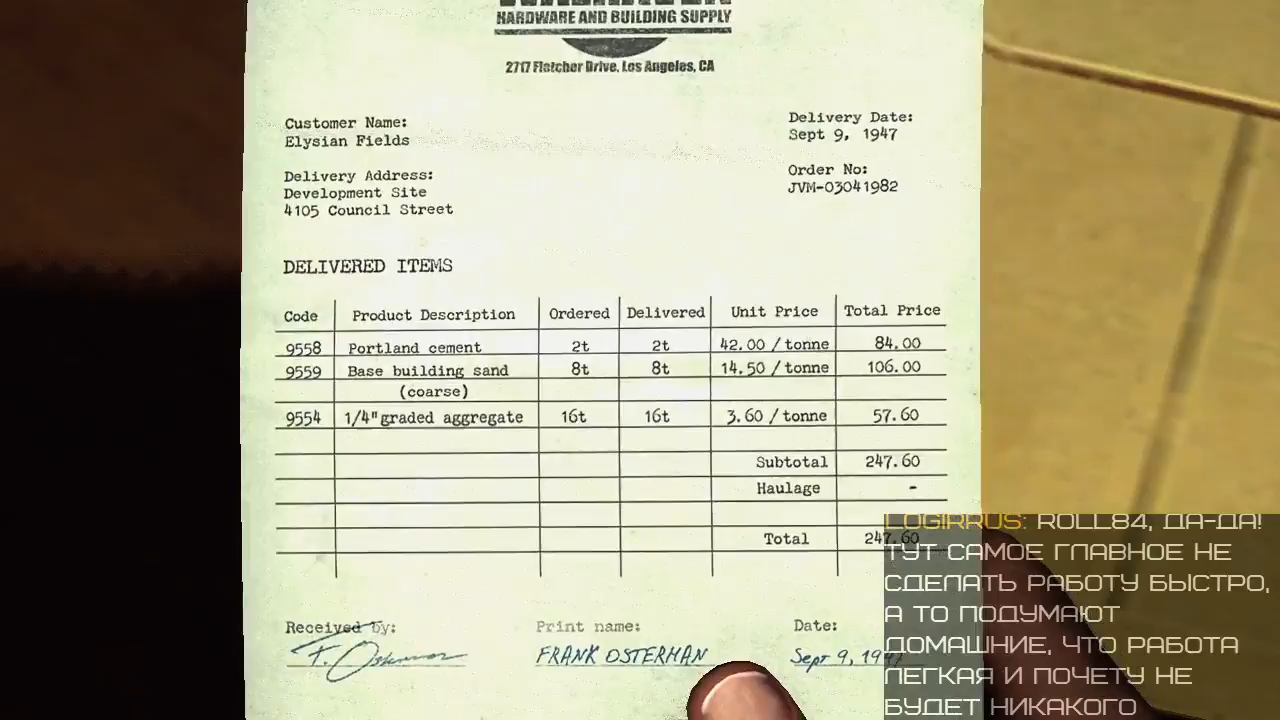 HARDWARE AND BUILDING SUPPLY
2717 Fletcher Drive, Los Angeles, CA
Customer Name:
Elysian Fields
Delivery Date:
Sept 9, 1947
Delivery Address:
Development Site
4105 Council Street
Order No:
JVM-03041982
DELIVERED ITEMS
Code Product Description Ordered Delivered Unit Price Total Price
9558 Portland cement 2t 2t 42.00 / tonne 84.00
9559 Base building sand 8t 8t 14.50 / tonne 106.00
(coarse)
9554 1/4" graded aggregate 16t 16t 3.60 / tonne 57.60
Subtotal 247.60
Haulage -
Total 247.60
Received by: Print name: Date:
F. Osterman FRANK OSTERMAN Sept 9, 1947
LOGIRRUS: ROLL84, ДА-ДА!
ТУТ САМОЕ ГЛАВНОЕ НЕ
СДЕЛАТЬ РАБОТУ БЫСТРО,
А ТО ПОДУМАЮТ
ДОМАШНИЕ, ЧТО РАБОТА
ЛЕГКАЯ И ПОЧЕТУ НЕ
БУДЕТ НИКАКОГО